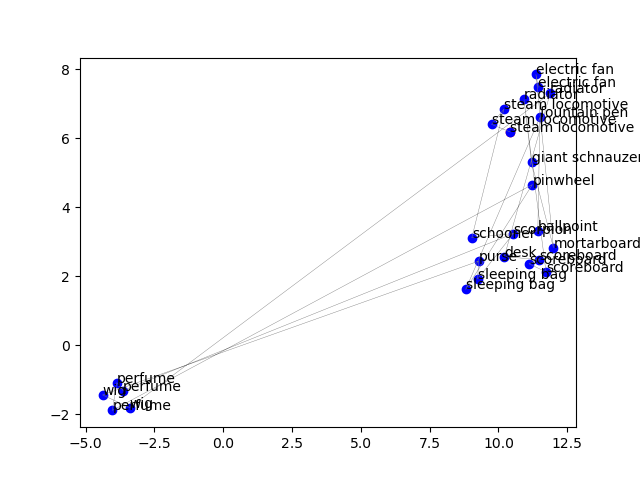 8
6
4
2
0
−2
−5.0
−2.5
0.0
2.5
5.0
7.5
10.0
12.5
electric fan
electric fan
radiator
radiator
steam locomotive
fountain pen
steam locomotive
steam locomotive
giant schnauzer
pinwheel
ballpoint
scorpion
schooner
mortarboard
desk
scoreboard
purse
scoreboard
scoreboard
sleeping bag
sleeping bag
perfume
perfume
wig
wig
perfume